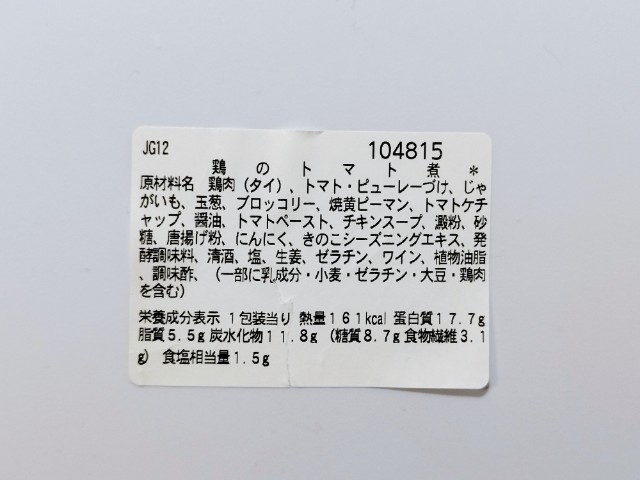 JG12 104815
鶏のトマト煮 *
原材料名 鶏肉（タイ）、トマト・ピューレーづけ、じゃ
がいも、玉葱、ブロッコリー、焼黄ピーマン、トマトケチ
ャップ、醤油、トマトペースト、チキンスープ、澱粉、砂
糖、唐揚げ粉、にんにく、きのこシーズニングエキス、発
酵調味料、清酒、塩、生姜、ゼラチン、ワイン、植物油脂
、調味酢、（一部に乳成分・小麦・ゼラチン・大豆・鶏肉
を含む）
栄養成分表示 1包装当り 熱量161kcal 蛋白質17.7g
脂質5.5g 炭水化物11.8g （糖質8.7g 食物繊維3.1
g） 食塩相当量1.5g